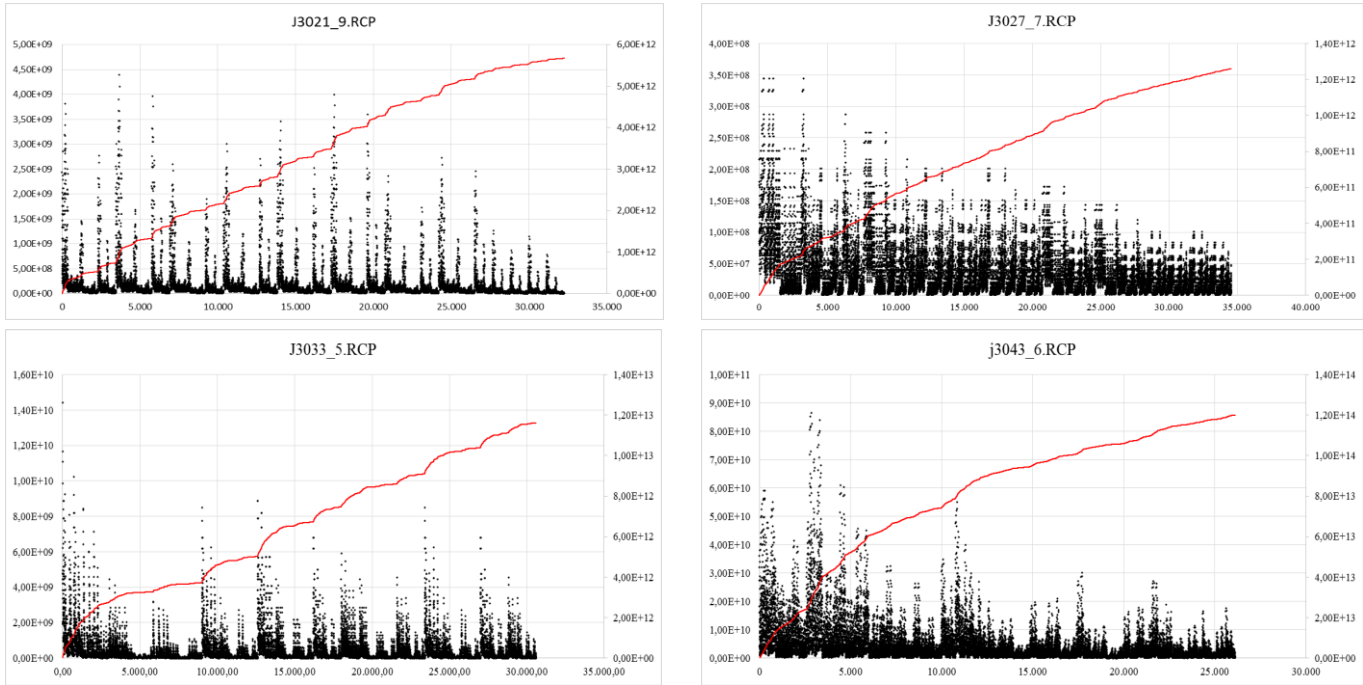 J3021_9.RCP
5,00E+09
4,50E+09
4,00E+09
3,50E+09
3,00E+09
2,50E+09
2,00E+09
1,50E+09
1,00E+09
5,00E+08
0,00E+00
6,00E+12
5,00E+12
4,00E+12
3,00E+12
2,00E+12
1,00E+12
0,00E+00
0 5.000 10.000 15.000 20.000 25.000 30.000 35.000
J3027_7.RCP
4,00E+08
3,50E+08
3,00E+08
2,50E+08
2,00E+08
1,50E+08
1,00E+08
5,00E+07
0,00E+00
1,40E+12
1,20E+12
1,00E+12
8,00E+11
6,00E+11
4,00E+11
2,00E+11
0,00E+00
0 5.000 10.000 15.000 20.000 25.000 30.000 35.000 40.000
J3033_5.RCP
1,60E+10
1,40E+10
1,20E+10
1,00E+10
8,00E+09
6,00E+09
4,00E+09
2,00E+09
0,00E+00
1,40E+13
1,20E+13
1,00E+13
8,00E+12
6,00E+12
4,00E+12
2,00E+12
0,00E+00
0,00 5.000,00 10.000,00 15.000,00 20.000,00 25.000,00 30.000,00 35.000,00
j3043_6.RCP
1,00E+11
9,00E+10
8,00E+10
7,00E+10
6,00E+10
5,00E+10
4,00E+10
3,00E+10
2,00E+10
1,00E+10
0,00E+00
1,40E+14
1,20E+14
1,00E+14
8,00E+13
6,00E+13
4,00E+13
2,00E+13
0,00E+00
0 5.000 10.000 15.000 20.000 25.000 30.000